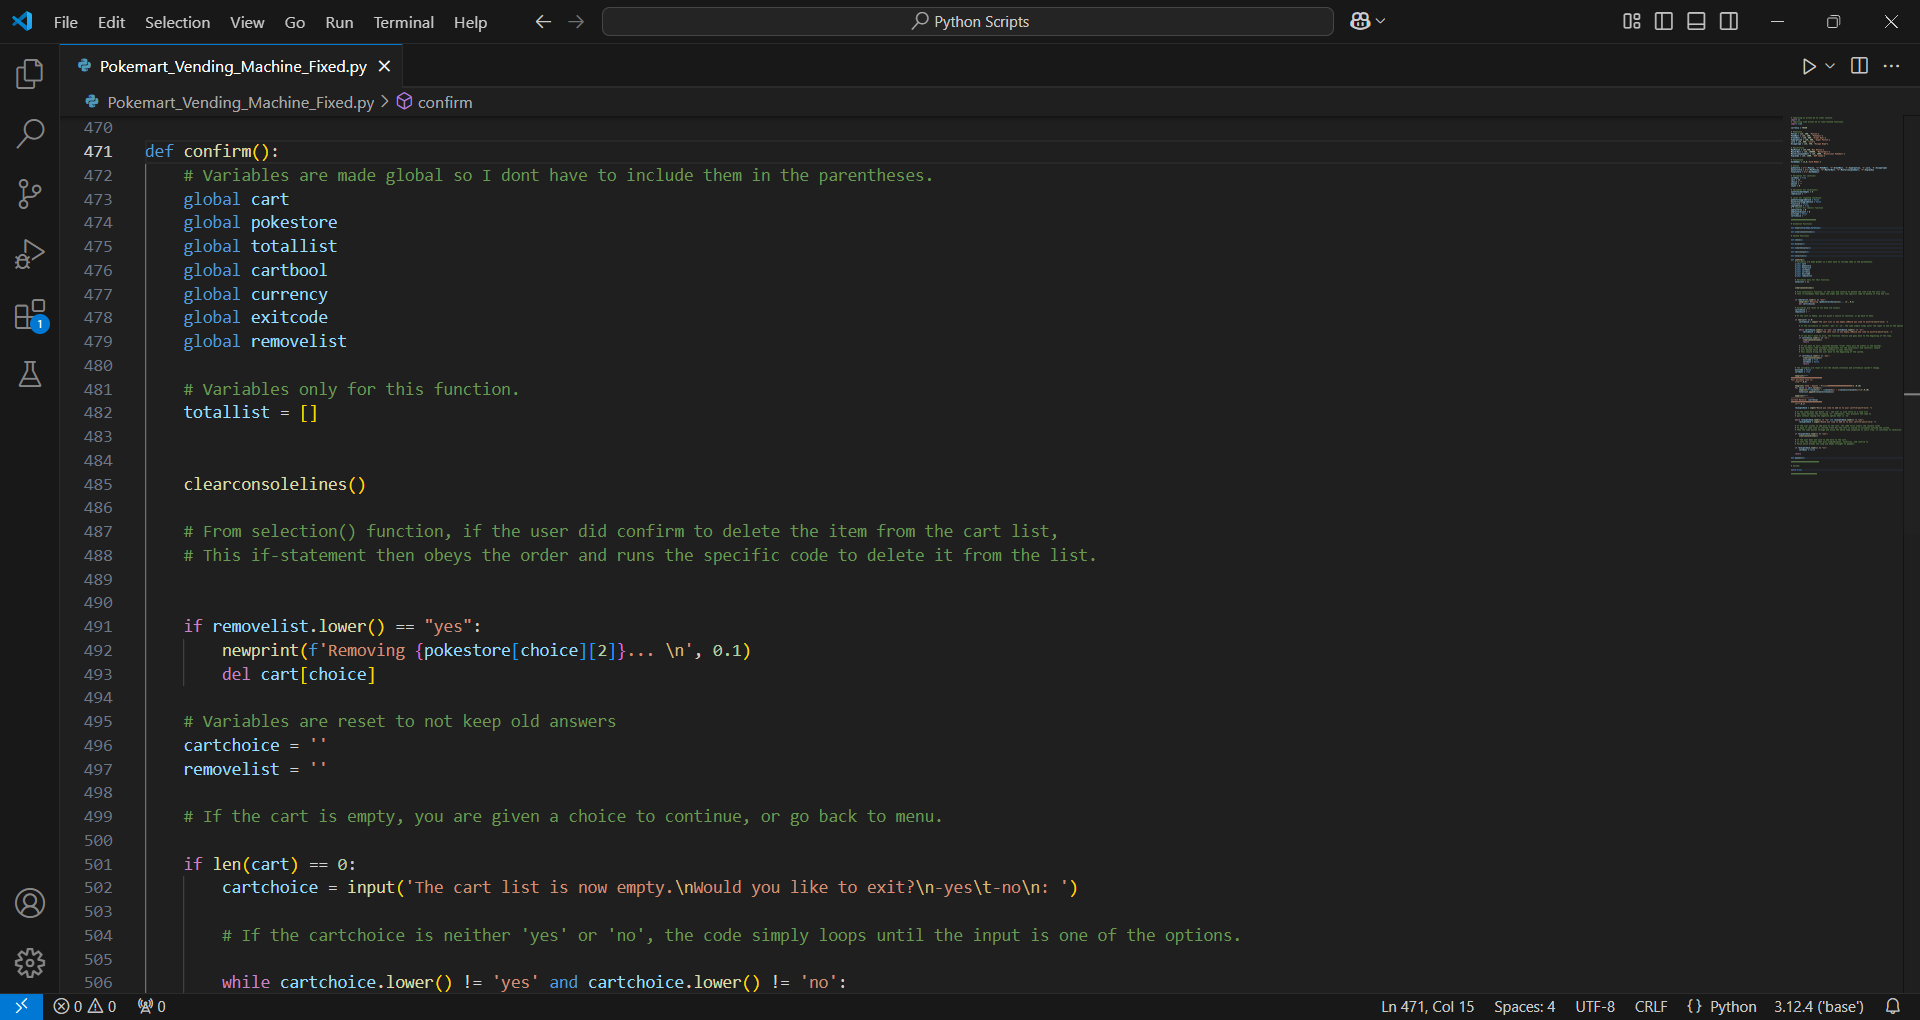 File Edit Selection View Go Run Terminal Help Python Scripts
Pokemart_Vending_Machine_Fixed.py
Pokemart_Vending_Machine_Fixed.py > confirm
470
471 def confirm():
472 # Variables are made global so I dont have to include them in the parentheses.
473 global cart
474 global pokestore
475 global totallist
476 global cartbool
477 global currency
478 global exitcode
479 global removelist
480
481 # Variables only for this function.
482 totallist = []
483
484
485 clearconsolelines()
486
487 # From selection() function, if the user did confirm to delete the item from the cart list,
488 # This if-statement then obeys the order and runs the specific code to delete it from the list.
489
490
491 if removelist.lower() == "yes":
492 newprint(f'Removing {pokestore[choice][2]}... \n', 0.1)
493 del cart[choice]
494
495 # Variables are reset to not keep old answers
496 cartchoice = ''
497 removelist = ''
498
499 # If the cart is empty, you are given a choice to continue, or go back to menu.
500
501 if len(cart) == 0:
502 cartchoice = input('The cart list is now empty.\nWould you like to exit?\n-yes\t-no\n: ')
503
504 # If the cartchoice is neither 'yes' or 'no', the code simply loops until the input is one of the options.
505
506 while cartchoice.lower() != 'yes' and cartchoice.lower() != 'no':
1
0 0 0 Ln 471, Col 15 Spaces: 4 UTF-8 CRLF {} Python 3.12.4 ('base')